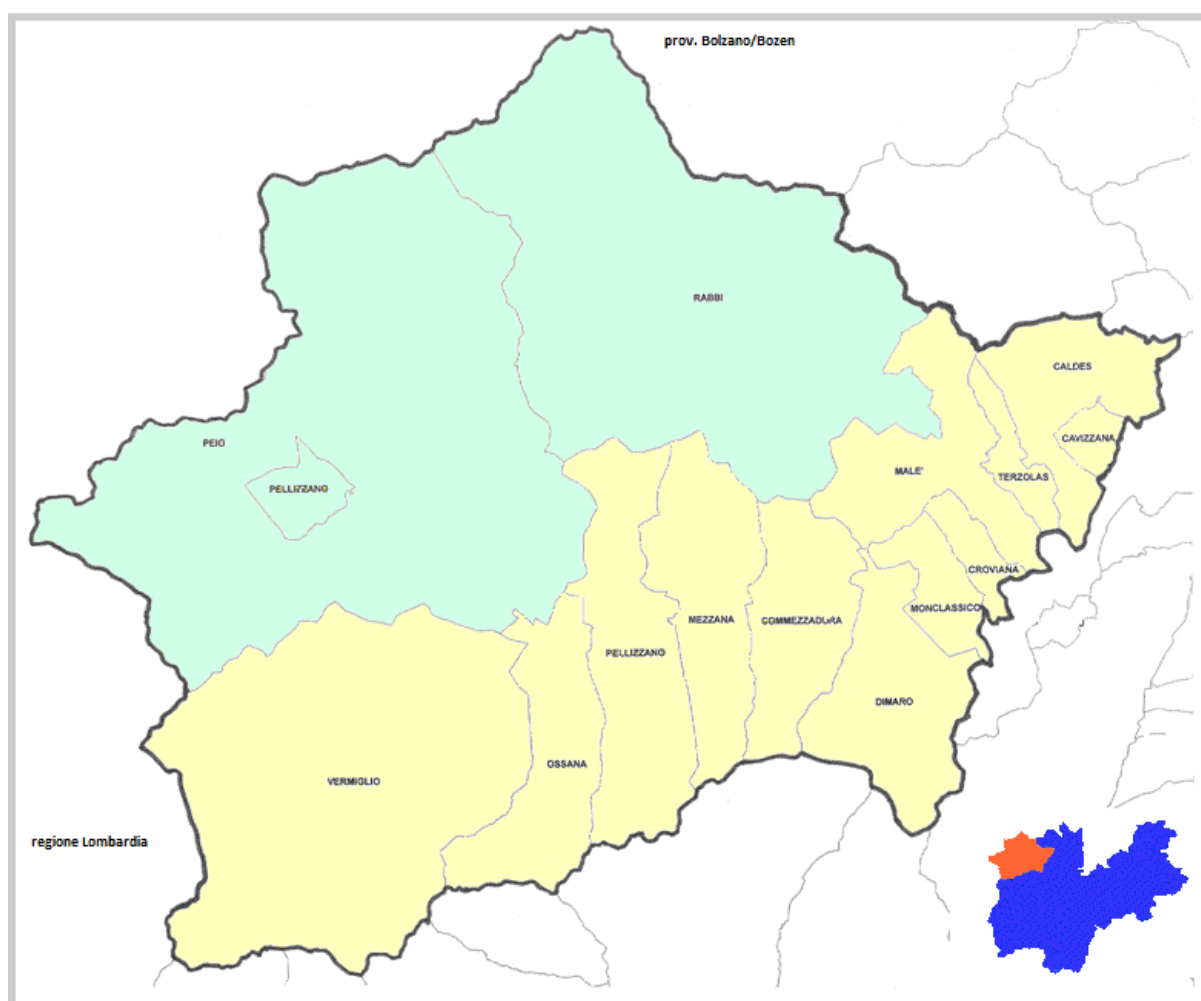 prov. Bolzano/Bozen
RABBI
CALDES
PEIO
CAVIZZANA
MALE'
TERZOLAS
PELLIZZANO
CROVIANA
MONCLASSICO
MEZZANA
COMMEZZADURA
PELLIZZANO
DIMARO
OSSANA
VERMIGLIO
regione Lombardia